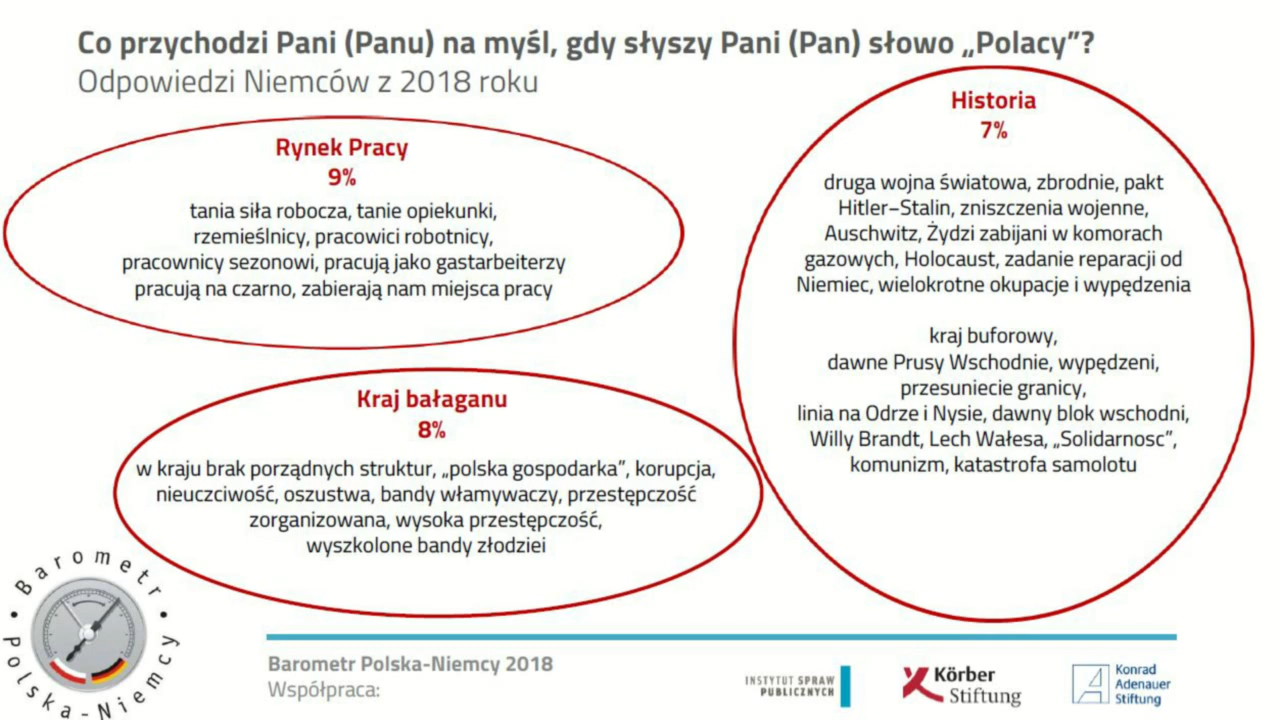 Co przychodzi Pani (Panu) na myśl, gdy słyszy Pani (Pan) słowo „Polacy”?
Odpowiedzi Niemców z 2018 roku
Rynek Pracy
9%
tania siła robocza, tanie opiekunki,
rzemieślnicy, pracowici robotnicy,
pracownicy sezonowi, pracują jako gastarbeiterzy
pracują na czarno, zabierają nam miejsca pracy
Kraj bałaganu
8%
w kraju brak porządnych struktur, „polska gospodarka”, korupcja,
nieuczciwość, oszustwa, bandy włamywaczy, przestępczość
zorganizowana, wysoka przestępczość,
wyszkolone bandy złodziei
Historia
7%
druga wojna światowa, zbrodnie, pakt
Hitler–Stalin, zniszczenia wojenne,
Auschwitz, Żydzi zabijani w komorach
gazowych, Holocaust, zadanie reparacji od
Niemiec, wielokrotne okupacje i wypędzenia
kraj buforowy,
dawne Prusy Wschodnie, wypędzeni,
przesuniecie granicy,
linia na Odrze i Nysie, dawny blok wschodni,
Willy Brandt, Lech Wałesa, „Solidarnosc”,
komunizm, katastrofa samolotu
Barometr
Polska-Niemcy
Barometr Polska-Niemcy 2018
Współpraca:
INSTYTUT SPRAW
PUBLICZNYCH
Körber
Stiftung
Konrad
Adenauer
Stiftung